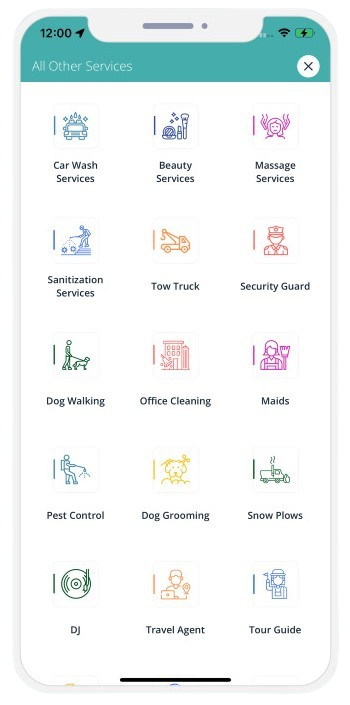 12:00
All Other Services
Car Wash
Services
Beauty
Services
Massage
Services
Sanitization
Services
Tow Truck
Security Guard
Dog Walking
Office Cleaning
Maids
Pest Control
Dog Grooming
Snow Plows
DJ
Travel Agent
Tour Guide